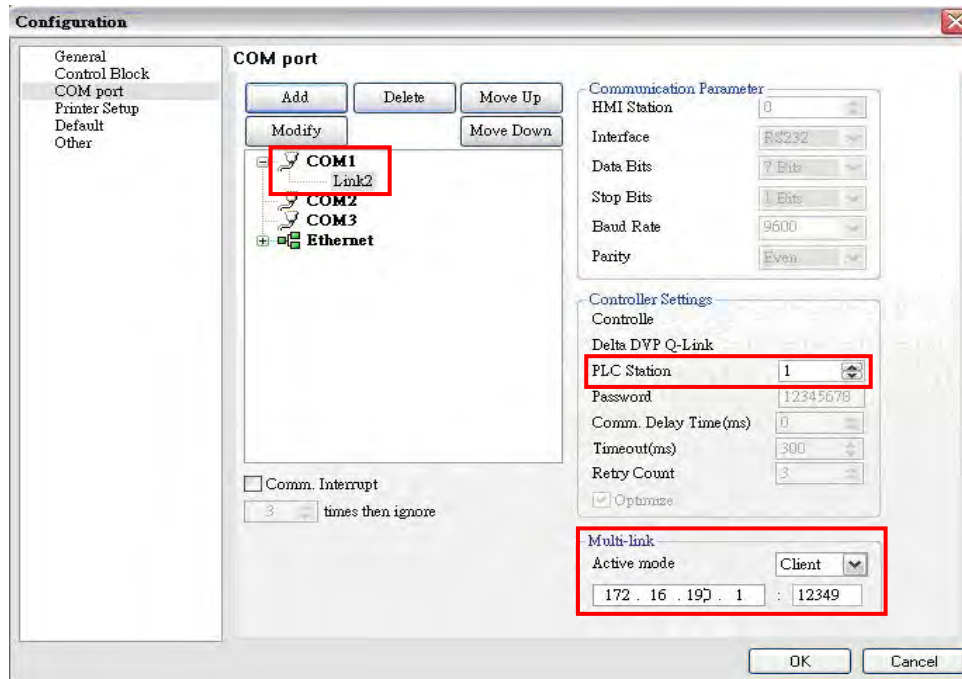 Configuration
General
Control Block
COM port
Printer Setup
Default
Other
COM port
Add Delete Move Up
Modify Move Down
COM1
Link2
COM2
COM3
Ethernet
Comm. Interrupt
3 times then ignore
Communication Parameter
HMI Station 0
Interface RS232
Data Bits 7 Bits
Stop Bits 1 Bits
Baud Rate 9600
Parity Even
Controller Settings
Controlle
Delta DVP Q-Link
PLC Station 1
Password 12345678
Comm. Delay Time(ms) 0
Timeout(ms) 300
Retry Count 3
Optimize
Multi-link
Active mode Client
172 . 16 . 190 . 1 : 12349
OK Cancel